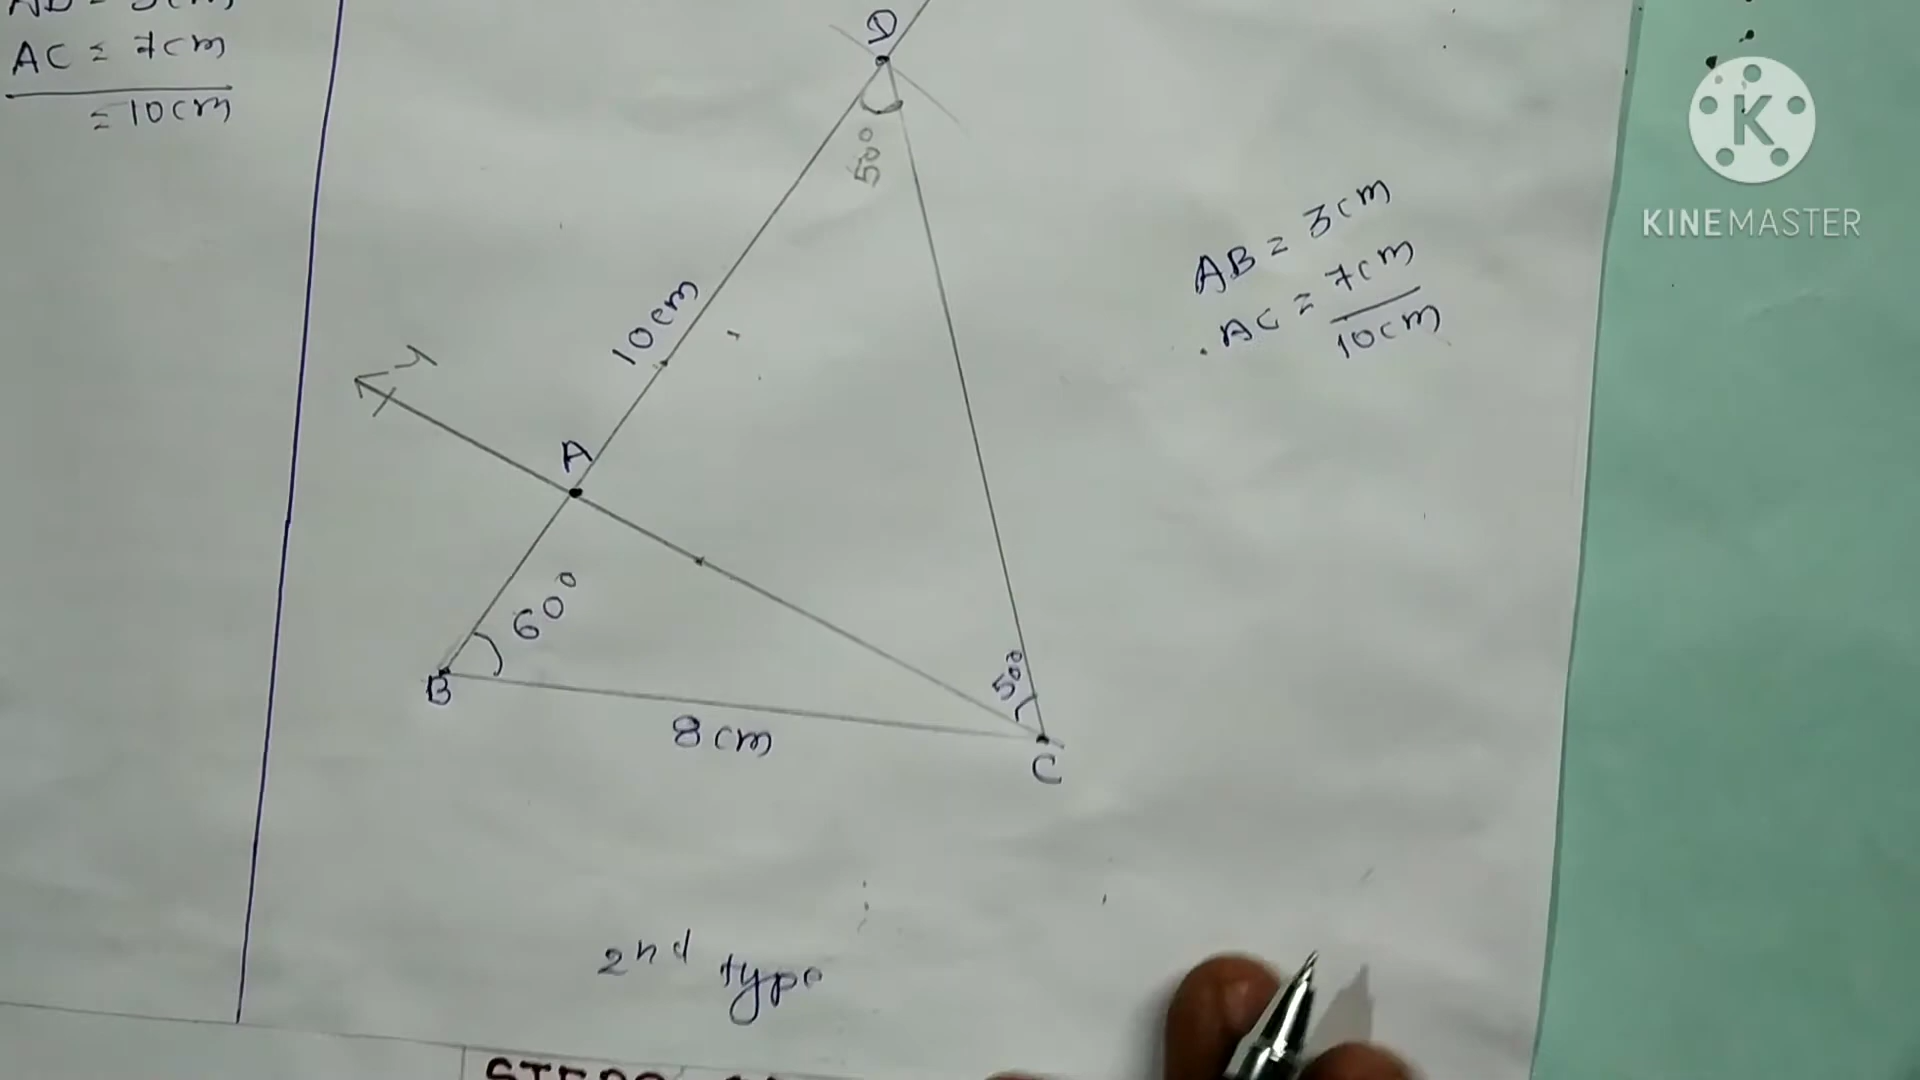 AC = 7cm
= 10cm
D
50°
10cm
AB = 3cm
AC = 7cm
10cm
Y
A
60°
B
50°
8cm
C
2nd type
K
KINEMASTER